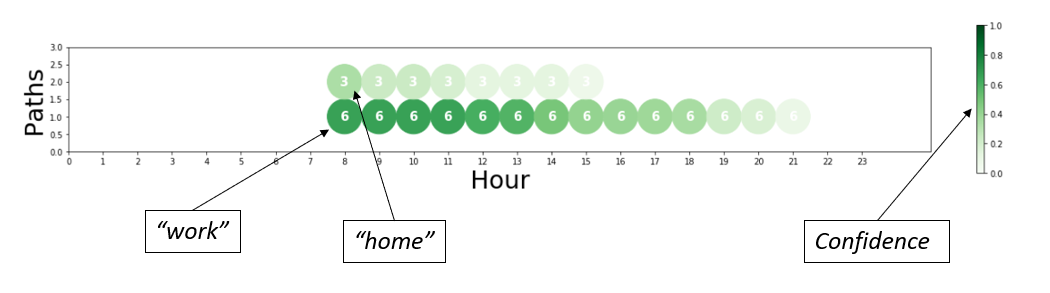 3.0
2.5
2.0
1.5
1.0
0.5
0.0
Paths
3 3 3 3 3 3 3 3
6 6 6 6 6 6 6 6 6 6 6 6 6 6
0 1 2 3 4 5 6 7 8 9 10 11 12 13 14 15 16 17 18 19 20 21 22 23
Hour
1.0
0.8
0.6
0.4
0.2
0.0
“work”
“home”
Confidence